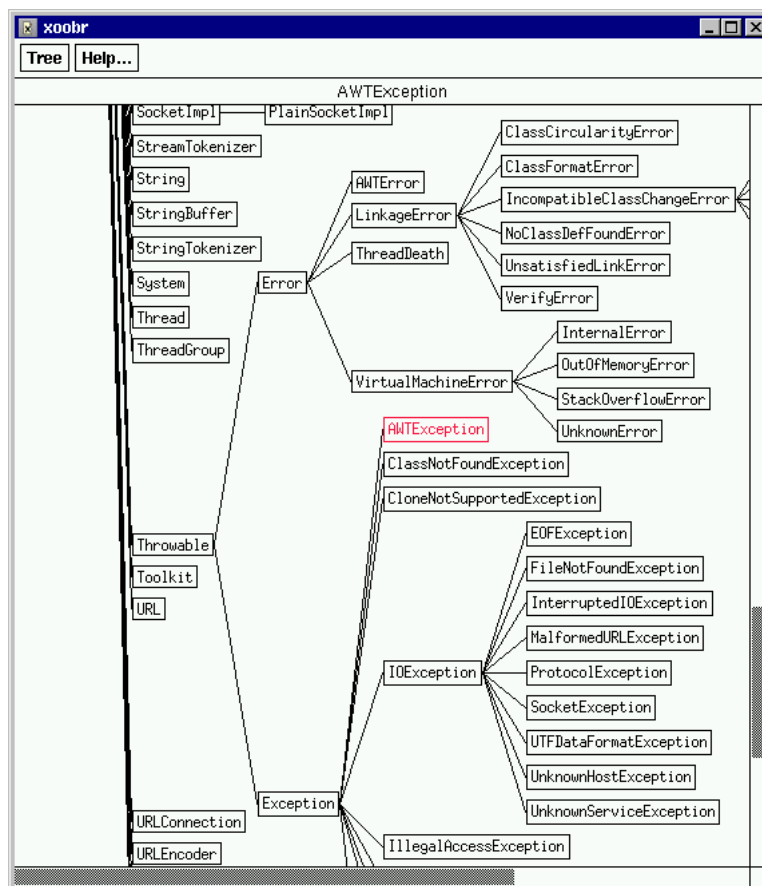 xoobr
Tree Help...
AWTException
SocketImpl PlainSocketImpl
ClassCircularityError
StreamTokenizer
ClassFormatError
String
AWTError
IncompatibleClassChangeError
StringBuffer
LinkageError
NoClassDefFoundError
StringTokenizer
ThreadDeath
UnsatisfiedLinkError
System
Error
VerifyError
Thread
InternalError
ThreadGroup
OutOfMemoryError
VirtualMachineError
StackOverflowError
AWTException
UnknownError
ClassNotFoundException
CloneNotSupportedException
EOFException
Throwable
FileNotFoundException
Toolkit
InterruptedIOException
URL
MalformedURLException
IOException
ProtocolException
SocketException
UTFDataFormatException
UnknownHostException
Exception
UnknownServiceException
URLConnection
IllegalAccessException
URLEncoder